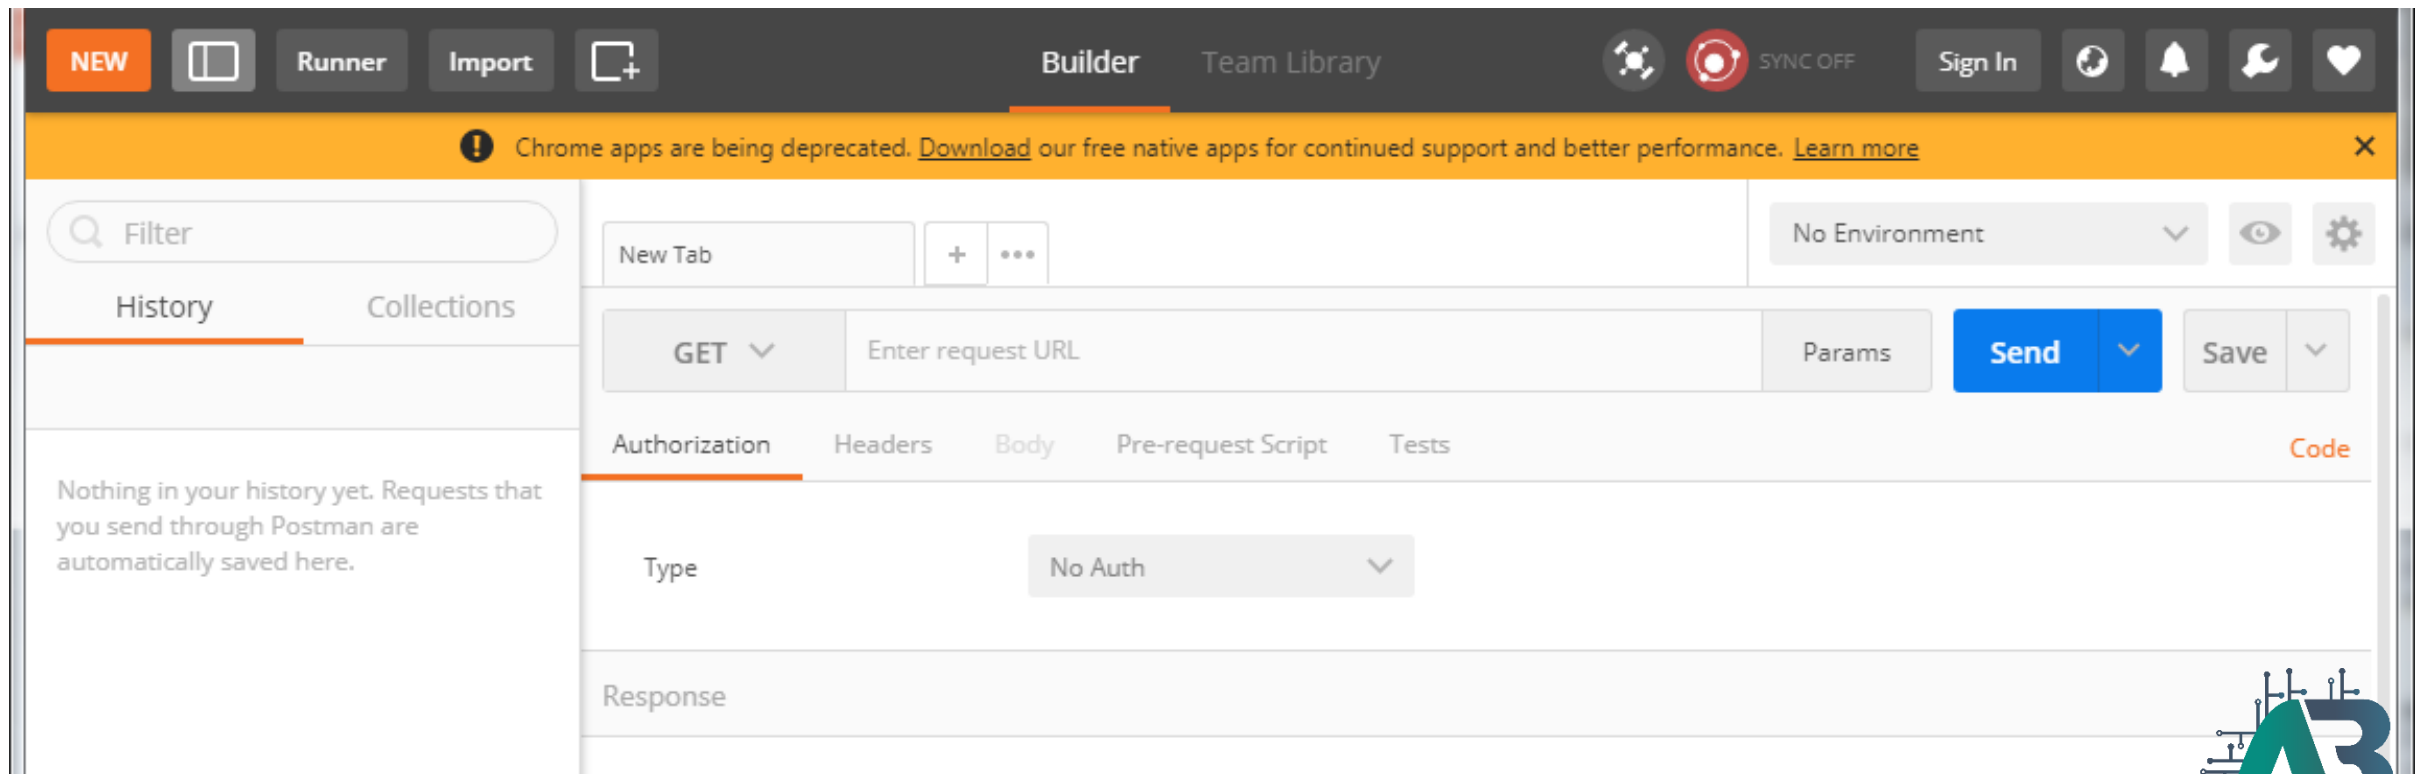 NEW Runner Import Builder Team Library SYNC OFF Sign In
Chrome apps are being deprecated. Download our free native apps for continued support and better performance. Learn more
Filter
New Tab + ••• No Environment
History Collections
GET Enter request URL Params Send Save
Authorization Headers Body Pre-request Script Tests Code
Nothing in your history yet. Requests that
you send through Postman are
automatically saved here.
Type No Auth
Response
AB